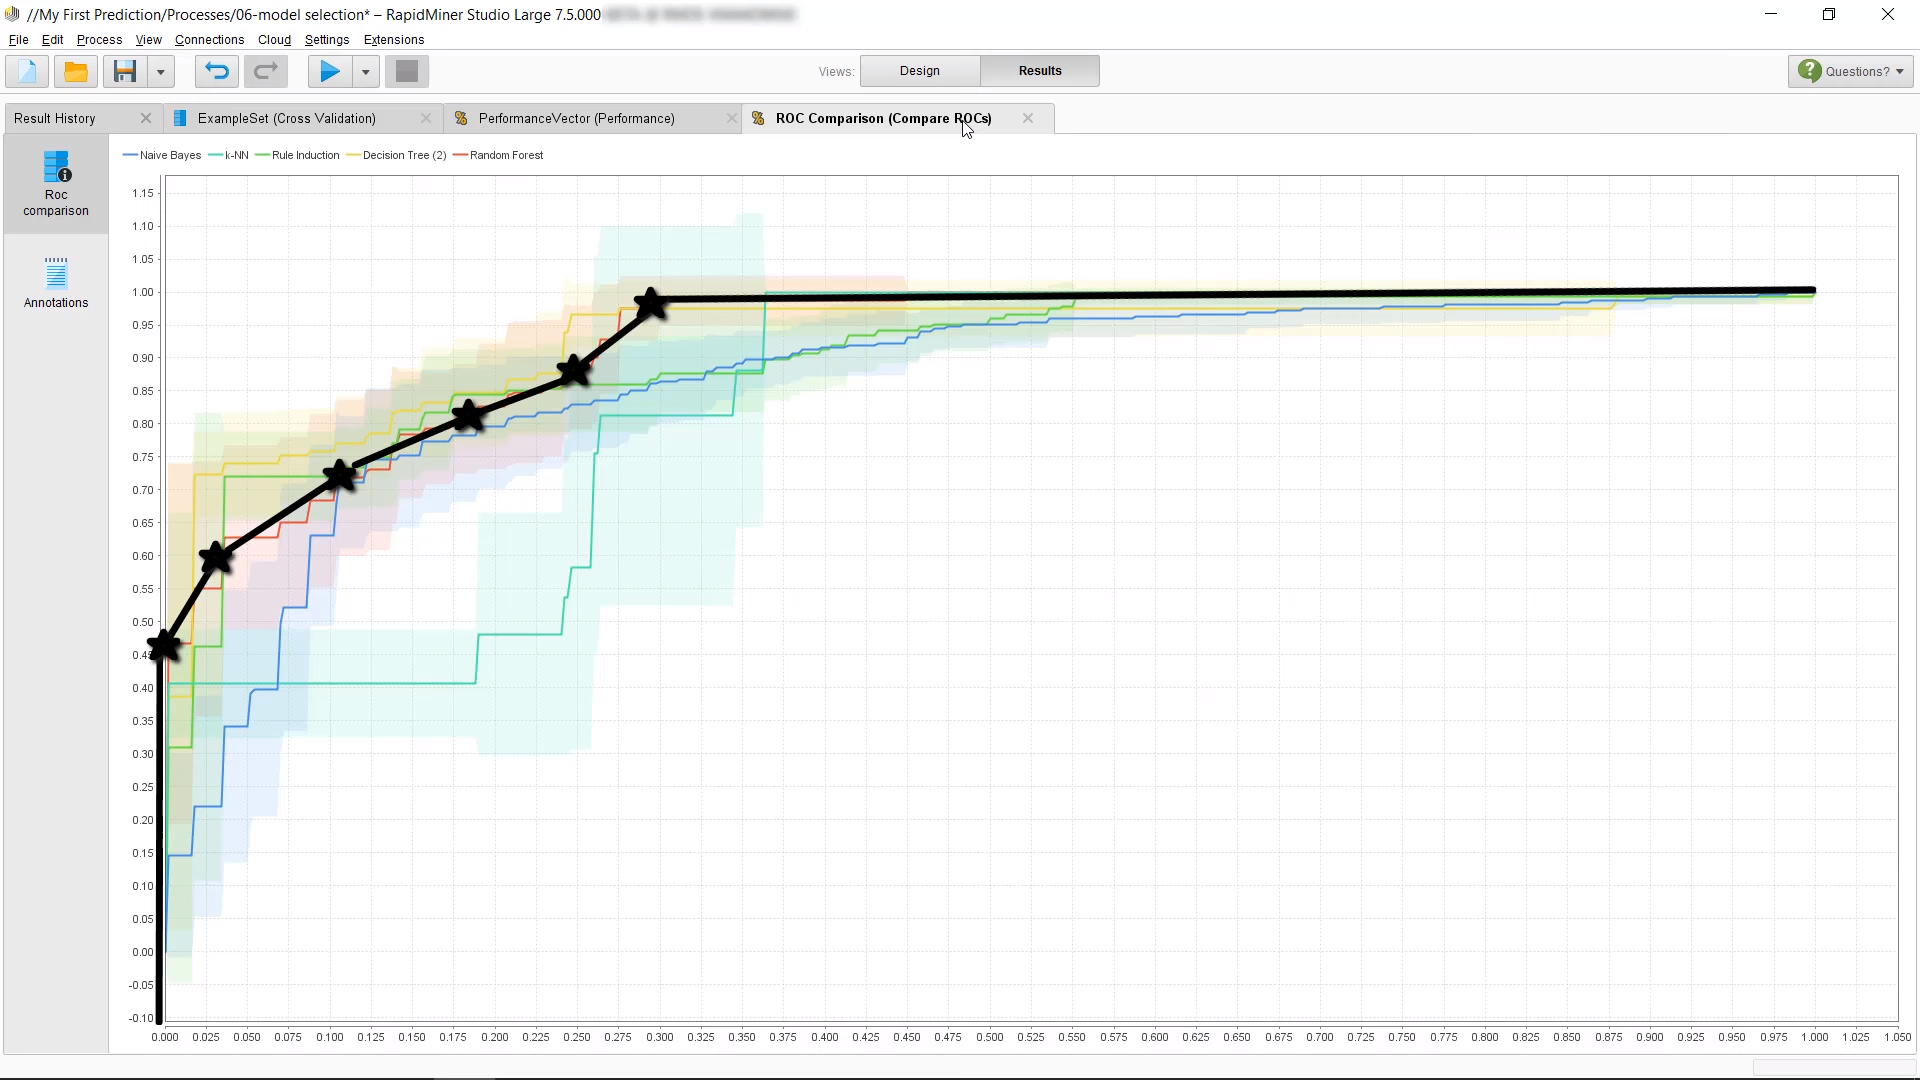 //My First Prediction/Processes/06-model selection* – RapidMiner Studio Large 7.5.000
File Edit Process View Connections Cloud Settings Extensions
Views: Design Results
Questions?
Result History
ExampleSet (Cross Validation)
PerformanceVector (Performance)
ROC Comparison (Compare ROCs)
Roc
comparison
Annotations
Naive Bayes k-NN Rule Induction Decision Tree (2) Random Forest
1.15
1.10
1.05
1.00
0.95
0.90
0.85
0.80
0.75
0.70
0.65
0.60
0.55
0.50
0.45
0.40
0.35
0.30
0.25
0.20
0.15
0.10
0.05
0.00
-0.05
-0.10
0.000 0.025 0.050 0.075 0.100 0.125 0.150 0.175 0.200 0.225 0.250 0.275 0.300 0.325 0.350 0.375 0.400 0.425 0.450 0.475 0.500 0.525 0.550 0.575 0.600 0.625 0.650 0.675 0.700 0.725 0.750 0.775 0.800 0.825 0.850 0.875 0.900 0.925 0.950 0.975 1.000 1.025 1.050